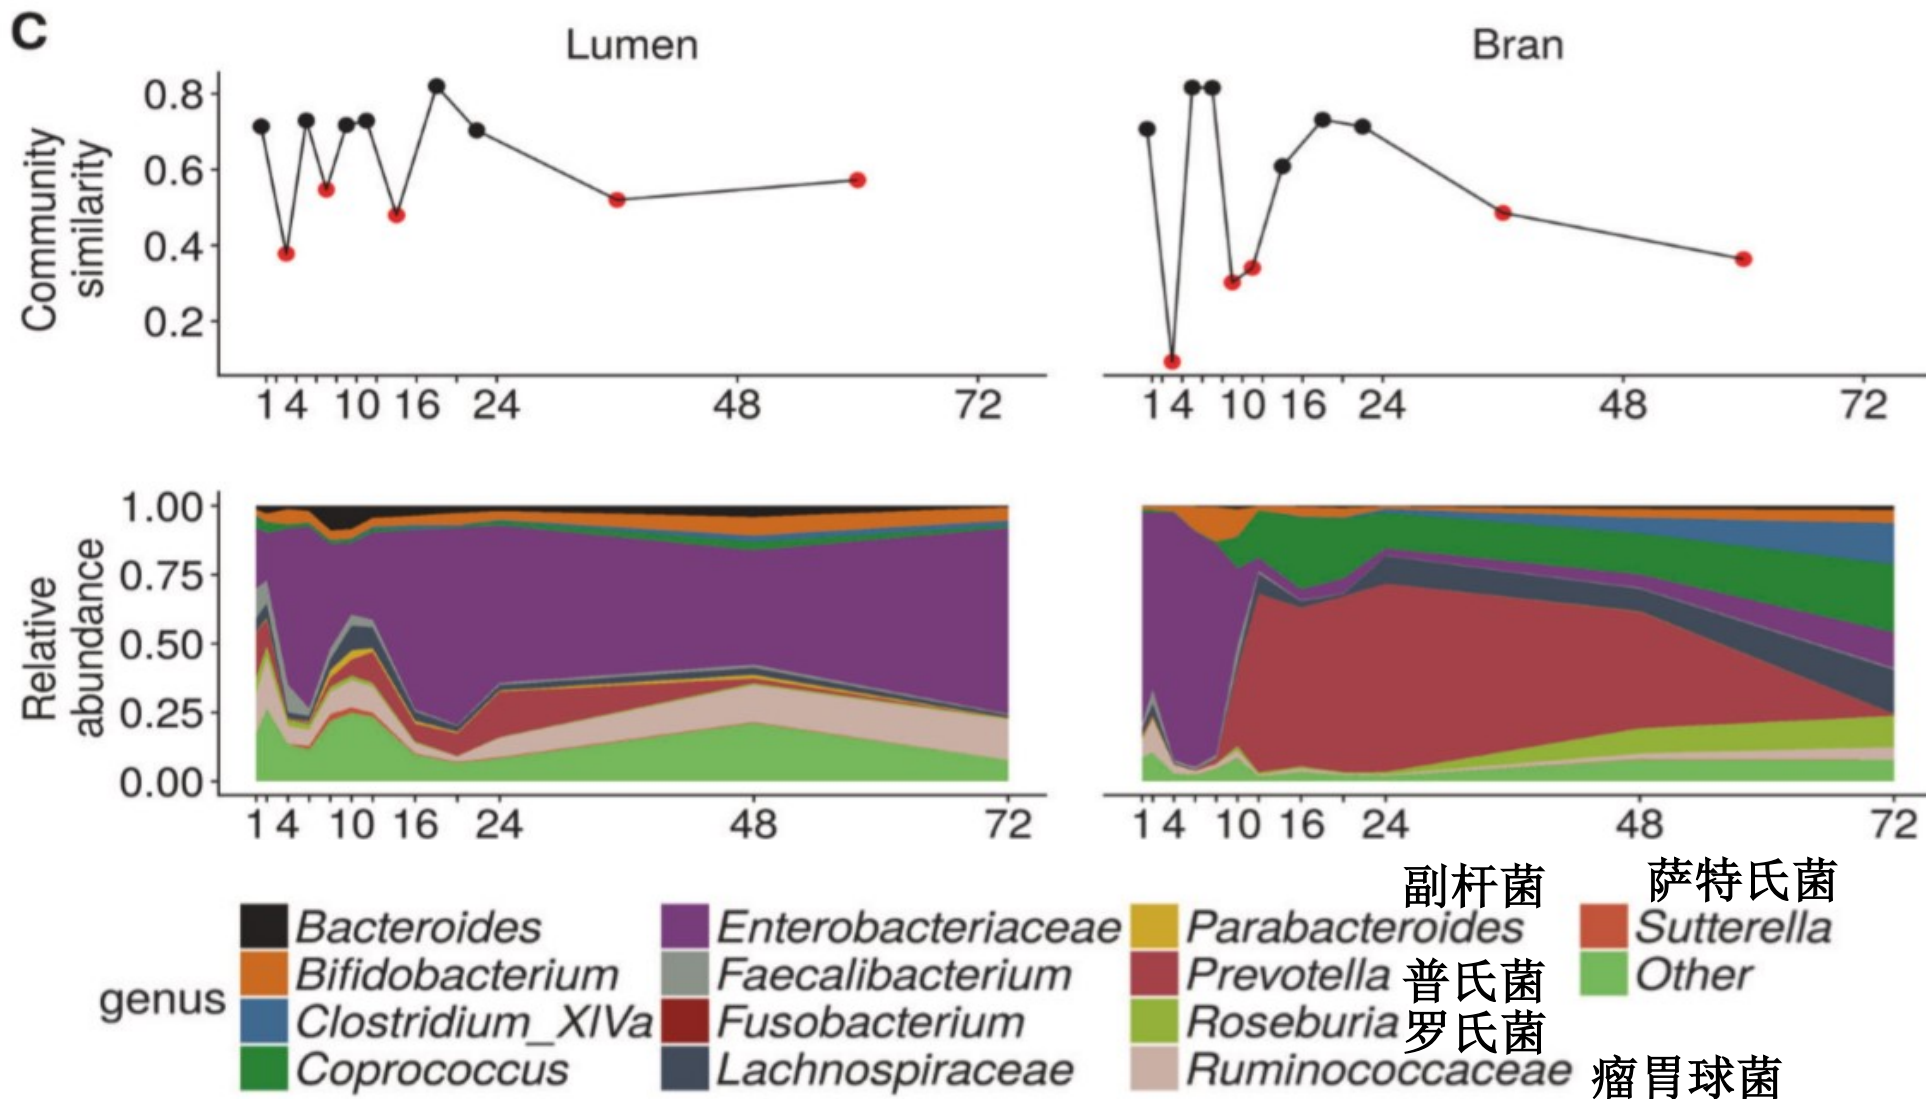 C
Lumen
Bran
Community
similarity
0.8
0.6
0.4
0.2
1 4 10 16 24 48 72
1 4 10 16 24 48 72
Relative
abundance
1.00
0.75
0.50
0.25
0.00
1 4 10 16 24 48 72
1 4 10 16 24 48 72
副杆菌 萨特氏菌
genus
Bacteroides Enterobacteriaceae Parabacteroides Sutterella
Bifidobacterium Faecalibacterium Prevotella 普氏菌 Other
Clostridium_XIVa Fusobacterium Roseburia 罗氏菌
Coprococcus Lachnospiraceae Ruminococcaceae 瘤胃球菌